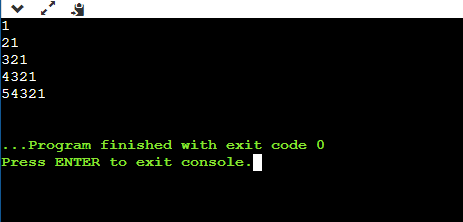 1
21
321
4321
54321
...Program finished with exit code 0
Press ENTER to exit console.